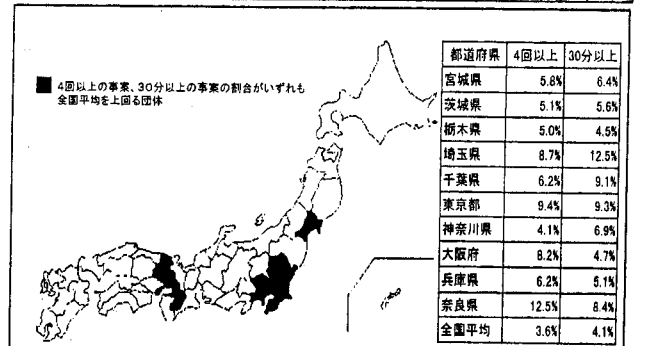 ■ 4回以上の事案、30分以上の事案の割合がいずれも
全国平均を上回る団体
都道府県 4回以上 30分以上
宮城県 5.8% 6.4%
茨城県 5.1% 5.6%
栃木県 5.0% 4.5%
埼玉県 8.7% 12.5%
千葉県 6.2% 9.1%
東京都 9.4% 9.3%
神奈川県 4.1% 6.9%
大阪府 8.2% 4.7%
兵庫県 6.2% 5.1%
奈良県 12.5% 8.4%
全国平均 3.6% 4.1%